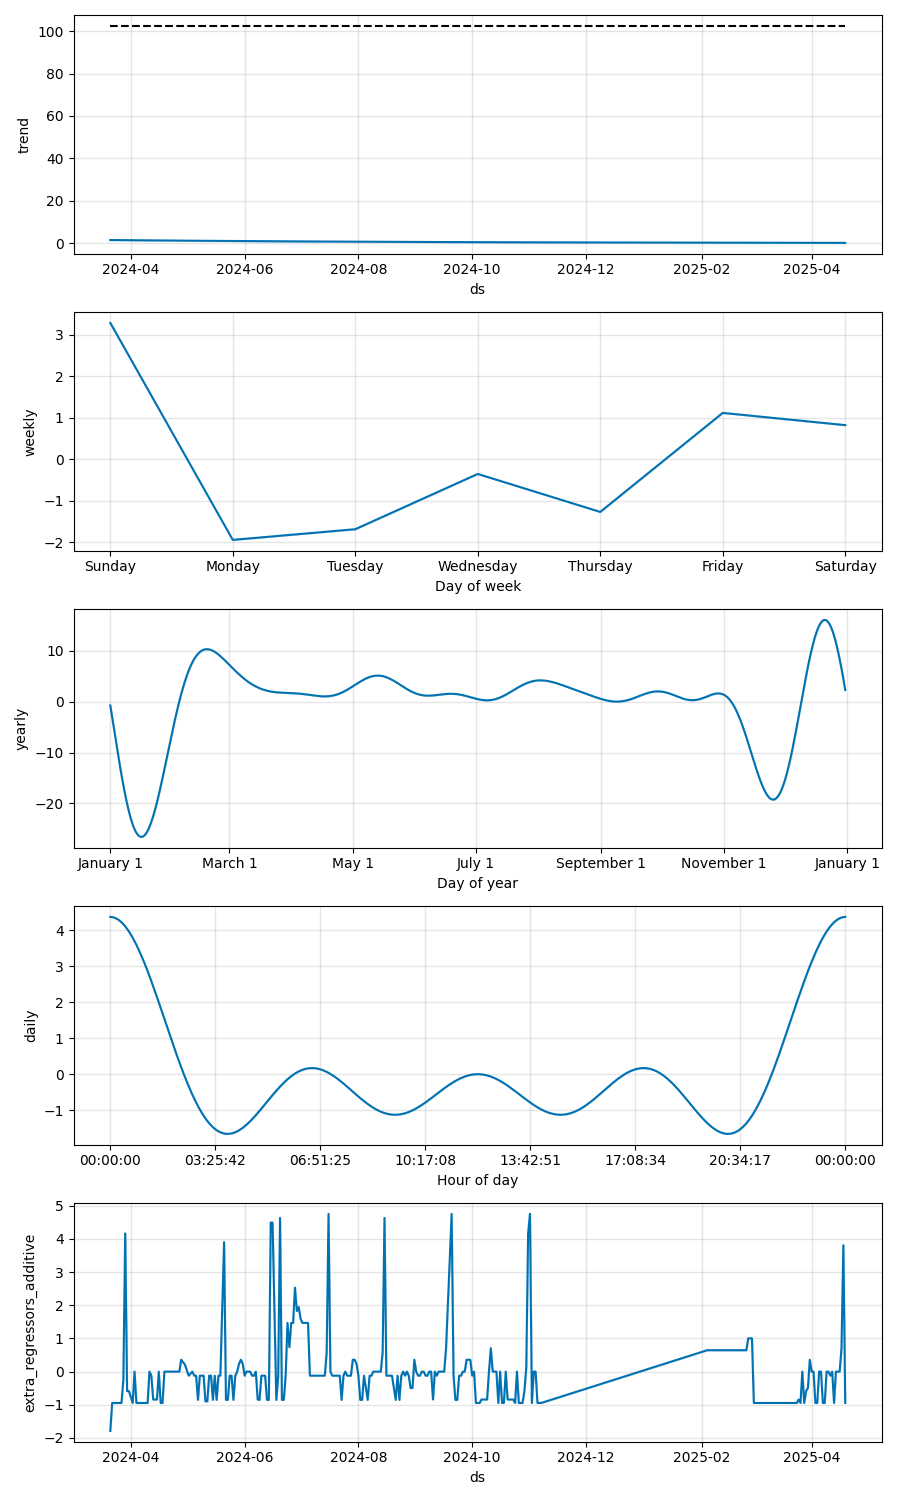 100
80
60
40
20
0
trend
2024-04 2024-06 2024-08 2024-10 2024-12 2025-02 2025-04
ds
3
2
1
0
−1
−2
weekly
Sunday Monday Tuesday Wednesday Thursday Friday Saturday
Day of week
10
0
−10
−20
yearly
January 1 March 1 May 1 July 1 September 1 November 1 January 1
Day of year
4
3
2
1
0
−1
daily
00:00:00 03:25:42 06:51:25 10:17:08 13:42:51 17:08:34 20:34:17 00:00:00
Hour of day
5
4
3
2
1
0
−1
−2
extra_regressors_additive
2024-04 2024-06 2024-08 2024-10 2024-12 2025-02 2025-04
ds